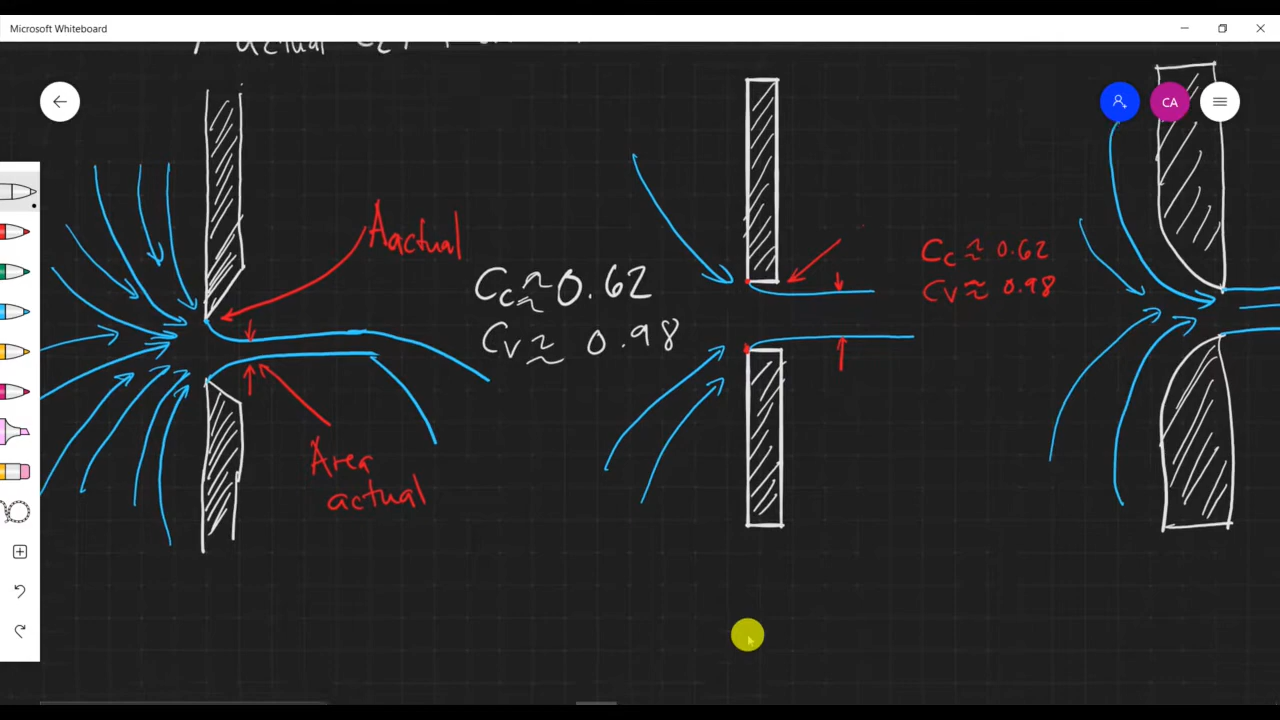 Microsoft Whiteboard
CA
Aactual
Cc ≈ 0.62
Cv ≈ 0.98
Cc ≈ 0.62
Cv ≈ 0.98
Area
actual